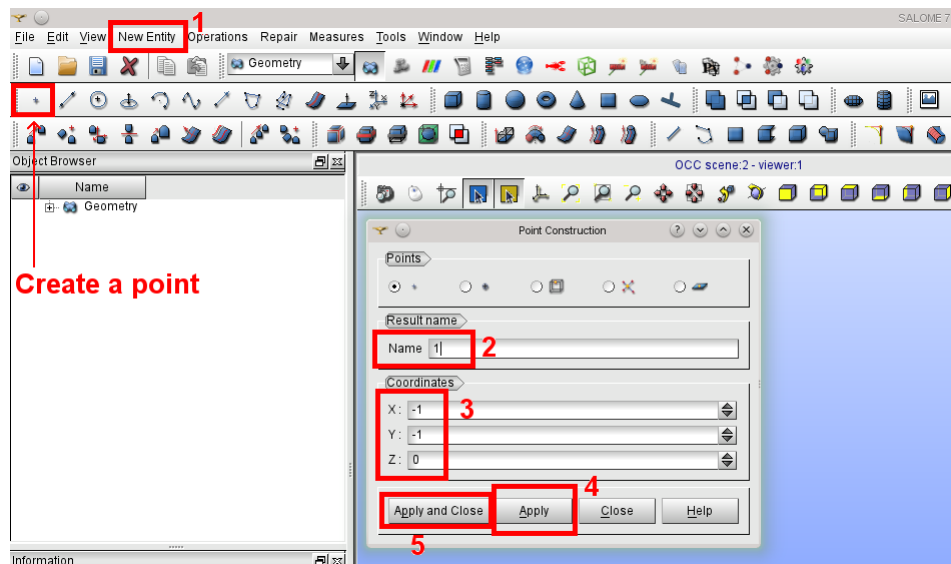 SALOME 7
1
File Edit View New Entity Operations Repair Measures Tools Window Help
Geometry
Object Browser
OCC scene:2 - viewer:1
Name
Geometry
Create a point
Point Construction
Points
Result name
Name 1 2
Coordinates
X: -1 3
Y: -1
Z: 0
4
Apply and Close Apply Close Help
5
Information